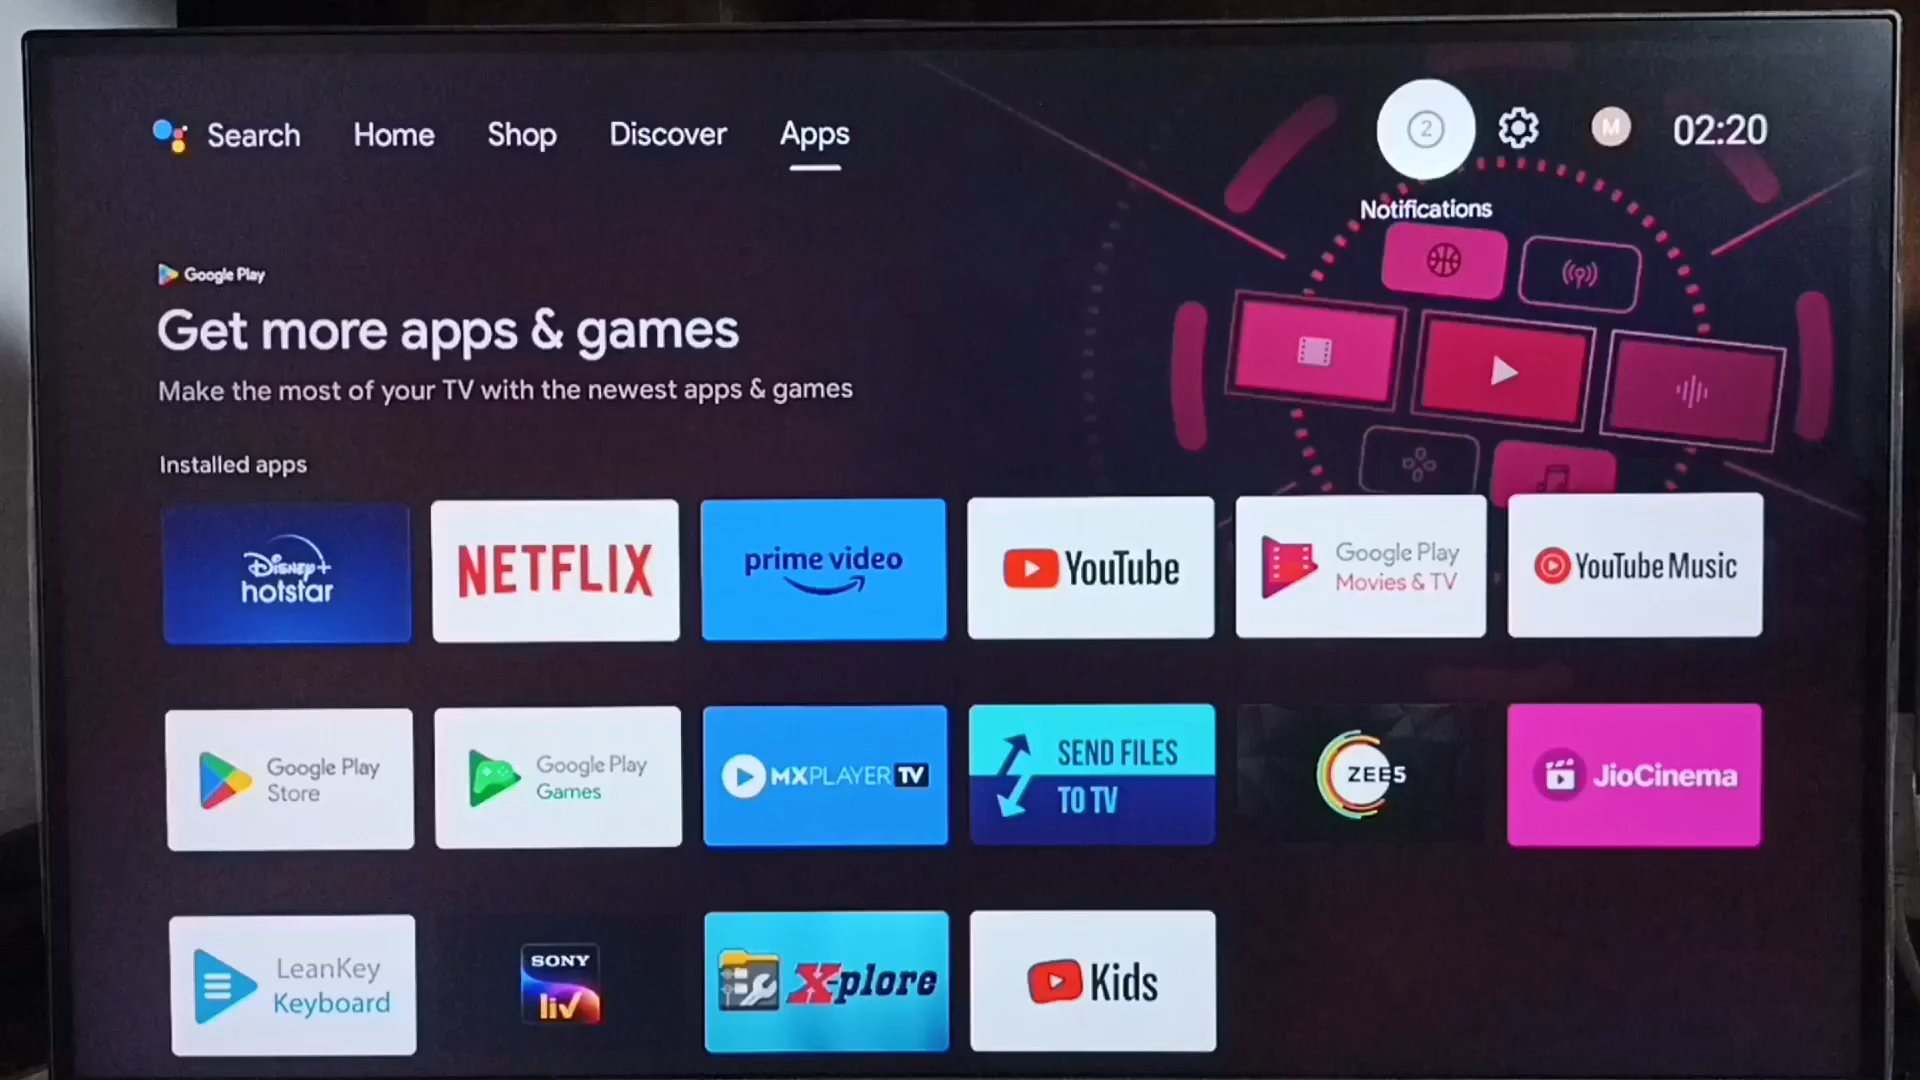 Search Home Shop Discover Apps
2 M 02:20
Notifications
Google Play
Get more apps & games
Make the most of your TV with the newest apps & games
Installed apps
Disney+
hotstar
NETFLIX
prime video
YouTube
Google Play
Movies & TV
YouTube Music
Google Play
Store
Google Play
Games
MXPLAYER TV
SEND FILES
TO TV
ZEE5
JioCinema
LeanKey
Keyboard
SONY
liv
X-plore
Kids